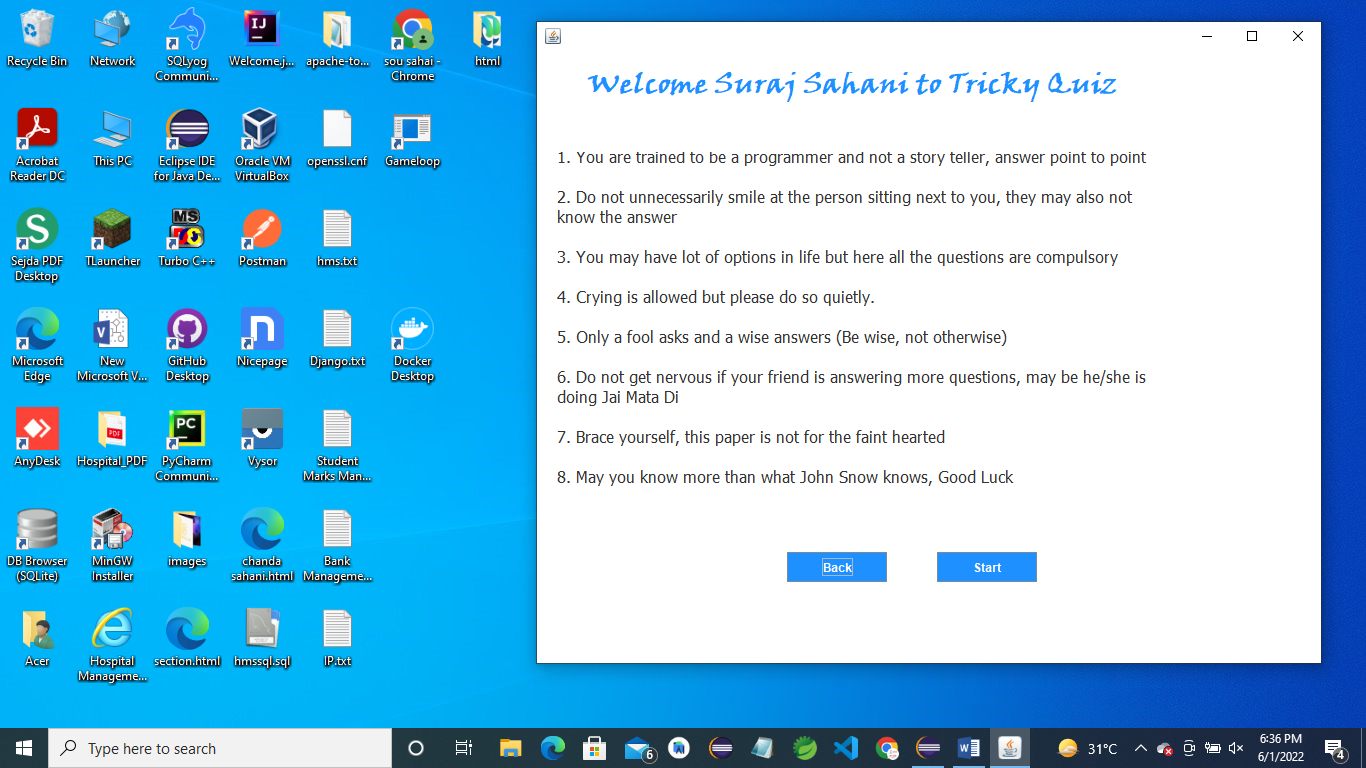 Recycle Bin
Network
SQLyog
Communi...
Welcome.j...
apache-to...
sou sahai -
Chrome
html
Acrobat
Reader DC
This PC
Eclipse IDE
for Java De...
Oracle VM
VirtualBox
openssl.cnf
Gameloop
Sejda PDF
Desktop
TLauncher
Turbo C++
Postman
hms.txt
Microsoft
Edge
New
Microsoft V...
GitHub
Desktop
Nicepage
Django.txt
Docker
Desktop
AnyDesk
Hospital_PDF
PyCharm
Communi...
Vysor
Student
Marks Man...
DB Browser
(SQLite)
MinGW
Installer
images
chanda
sahani.html
Bank
Manageme...
Acer
Hospital
Manageme...
section.html
hmssql.sql
IP.txt
Welcome Suraj Sahani to Tricky Quiz
1. You are trained to be a programmer and not a story teller, answer point to point
2. Do not unnecessarily smile at the person sitting next to you, they may also not
know the answer
3. You may have lot of options in life but here all the questions are compulsory
4. Crying is allowed but please do so quietly.
5. Only a fool asks and a wise answers (Be wise, not otherwise)
6. Do not get nervous if your friend is answering more questions, may be he/she is
doing Jai Mata Di
7. Brace yourself, this paper is not for the faint hearted
8. May you know more than what John Snow knows, Good Luck
Back
Start
Type here to search
6
31°C
6:36 PM
6/1/2022
4